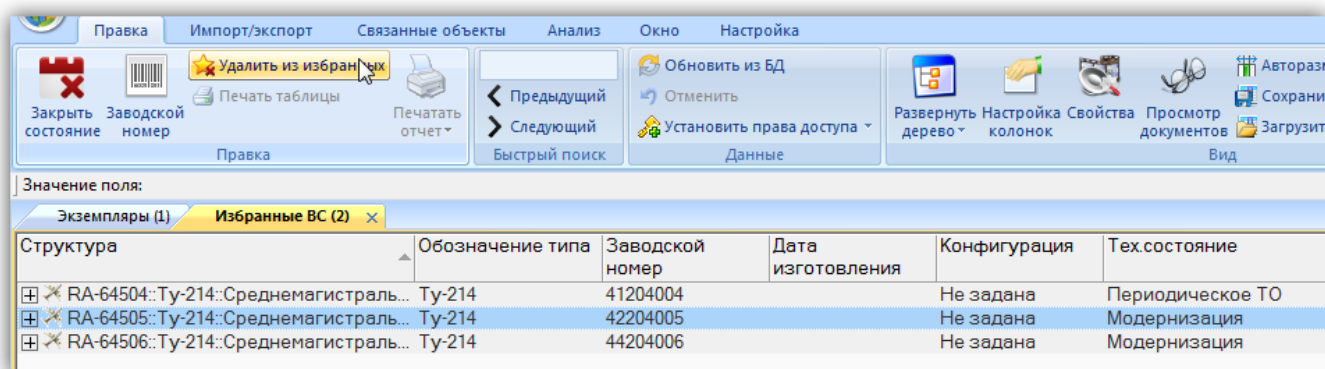 Правка Импорт/экспорт Связанные объекты Анализ Окно Настройка
Удалить из избранных
Печать таблицы
Закрыть состояние
Заводской номер
Печатать отчет
Правка
Предыдущий
Следующий
Быстрый поиск
Обновить из БД
Отменить
Установить права доступа
Данные
Развернуть дерево
Настройка колонок
Свойства
Просмотр документов
Авторазм
Сохрани
Загрузит
Вид
Значение поля:
Экземпляры (1) Избранные ВС (2)
Структура Обозначение типа Заводской номер Дата изготовления Конфигурация Тех.состояние
RA-64504::Ту-214::Среднемагистраль... Ту-214 41204004 Не задана Периодическое ТО
RA-64505::Ту-214::Среднемагистраль... Ту-214 42204005 Не задана Модернизация
RA-64506::Ту-214::Среднемагистраль... Ту-214 44204006 Не задана Модернизация